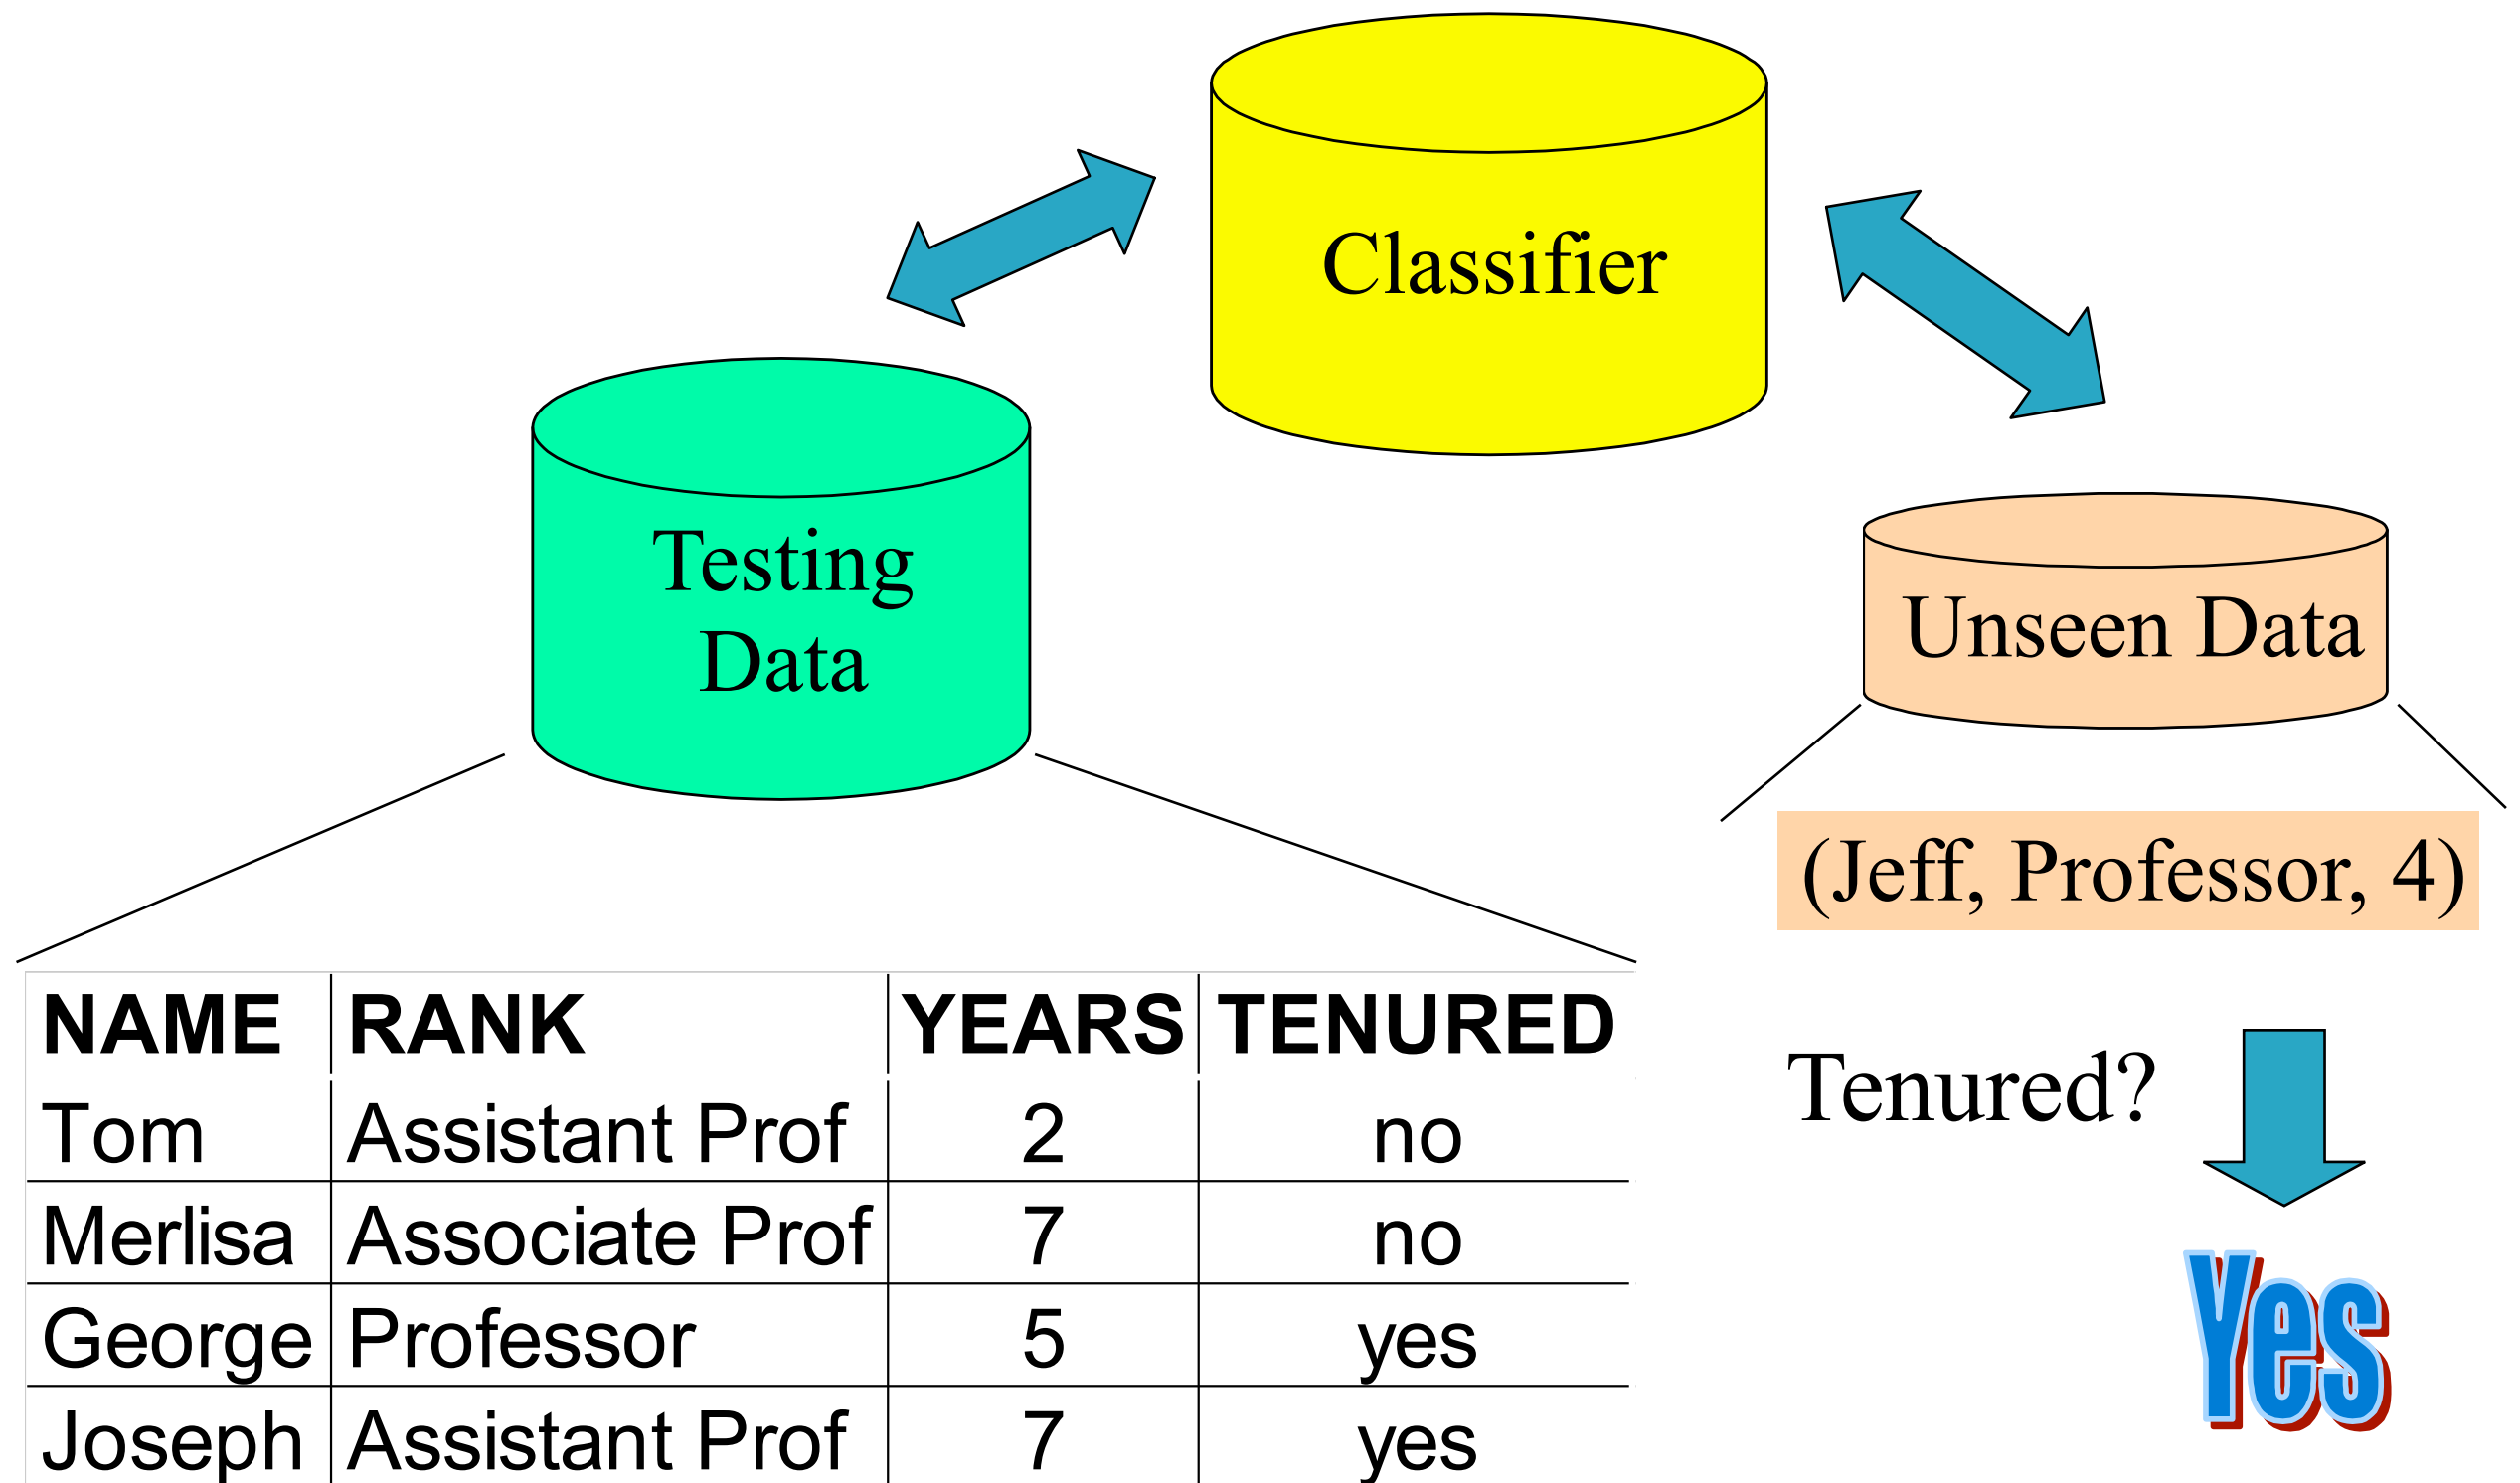 Classifier
Testing
Data
Unseen Data
(Jeff, Professor, 4)
NAME RANK YEARS TENURED
Tom Assistant Prof 2 no
Merlisa Associate Prof 7 no
George Professor 5 yes
Joseph Assistant Prof 7 yes
Tenured?
Yes